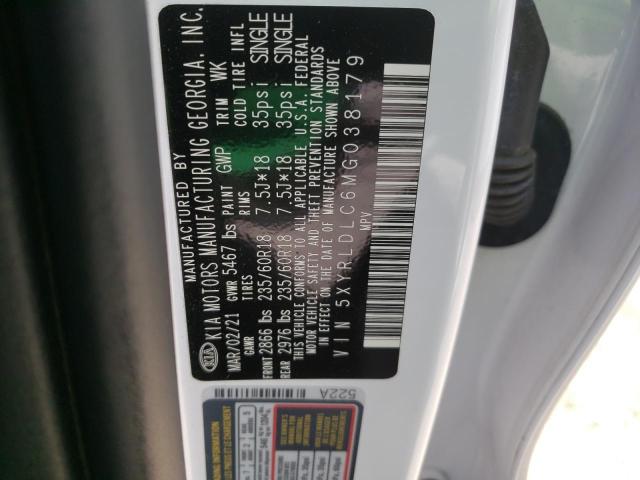 MANUFACTURED BY
KIA KIA MOTORS MANUFACTURING GEORGIA, INC.
MAR/02/21 PAINT GWP TRIM WK
GVWR 5467 lbs
GAWR TIRES RIMS COLD TIRE INFL
FRONT 2866 lbs 235/60R18 7.5J*18 35psi SINGLE
REAR 2976 lbs 235/60R18 7.5J*18 35psi SINGLE
THIS VEHICLE CONFORMS TO ALL APPLICABLE U.S.A. FEDERAL
MOTOR VEHICLE SAFETY AND THEFT PREVENTION STANDARDS
IN EFFECT ON THE DATE OF MANUFACTURE SHOWN ABOVE
VIN 5XYRLDLC6MG038179
MPV
522A